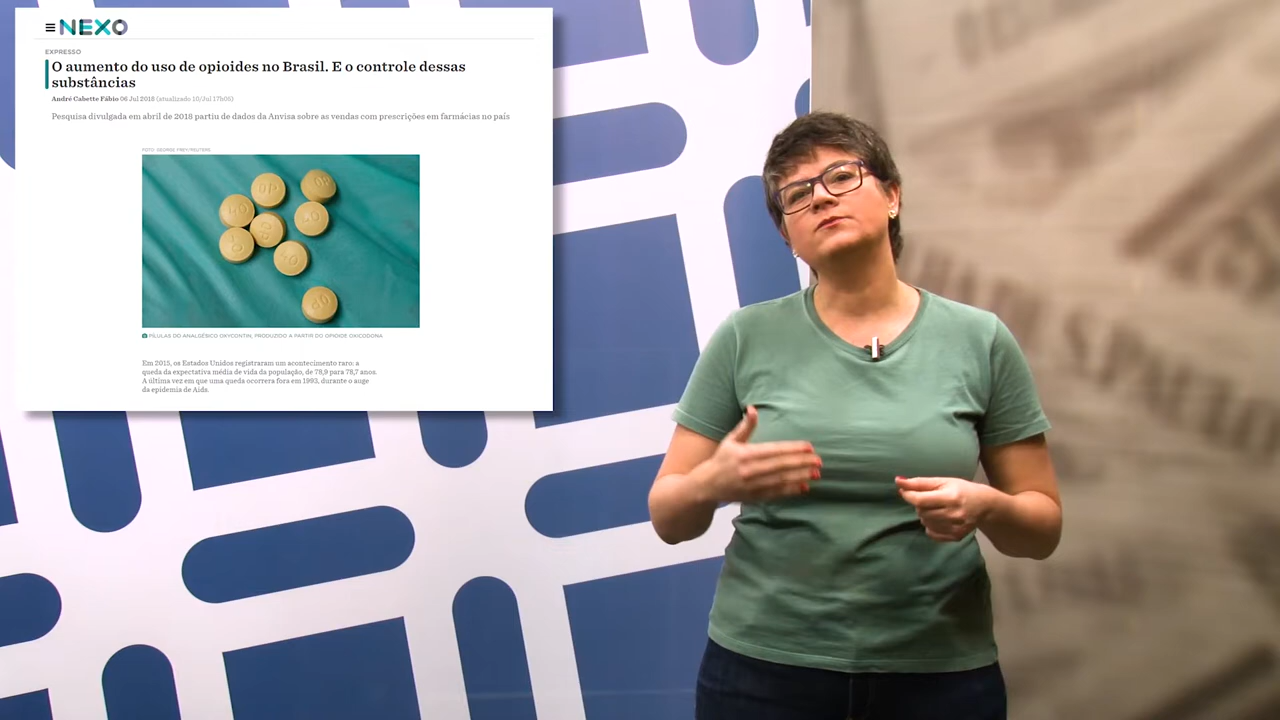 NEXO
EXPRESSO
O aumento do uso de opioides no Brasil. E o controle dessas
substâncias
André Cabette Fábio 06 Jul 2018 (atualizado 10/Jul 17h05)
Pesquisa divulgada em abril de 2018 partiu de dados da Anvisa sobre as vendas com prescrições em farmácias no país
FOTO: GEORGE FREY/REUTERS
PÍLULAS DO ANALGÉSICO OXYCONTIN, PRODUZIDO A PARTIR DO OPIOIDE OXICODONA
Em 2015, os Estados Unidos registraram um acontecimento raro: a
queda da expectativa média de vida da população, de 78,9 para 78,7 anos.
A última vez em que uma queda ocorrera fora em 1993, durante o auge
da epidemia de Aids.